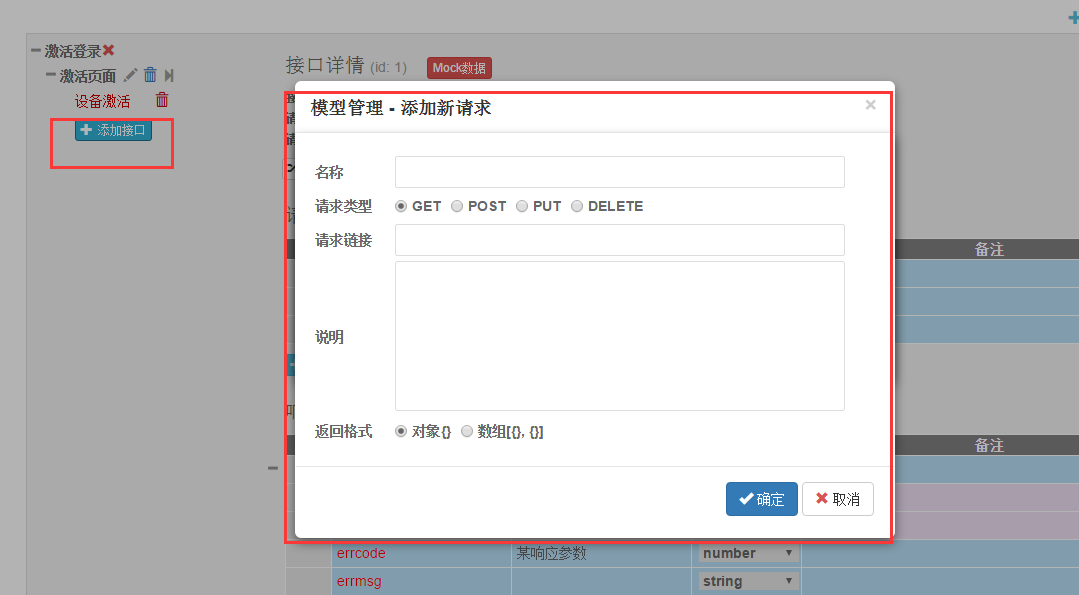 激活登录
激活页面
设备激活
添加接口
接口详情 (id: 1) Mock数据
模型管理 - 添加新请求 ×
名称
请求类型 GET POST PUT DELETE
请求链接
说明
返回格式 对象{} 数组[{}, {}]
确定 取消
备注
备注
errcode 某响应参数 number
errmsg string